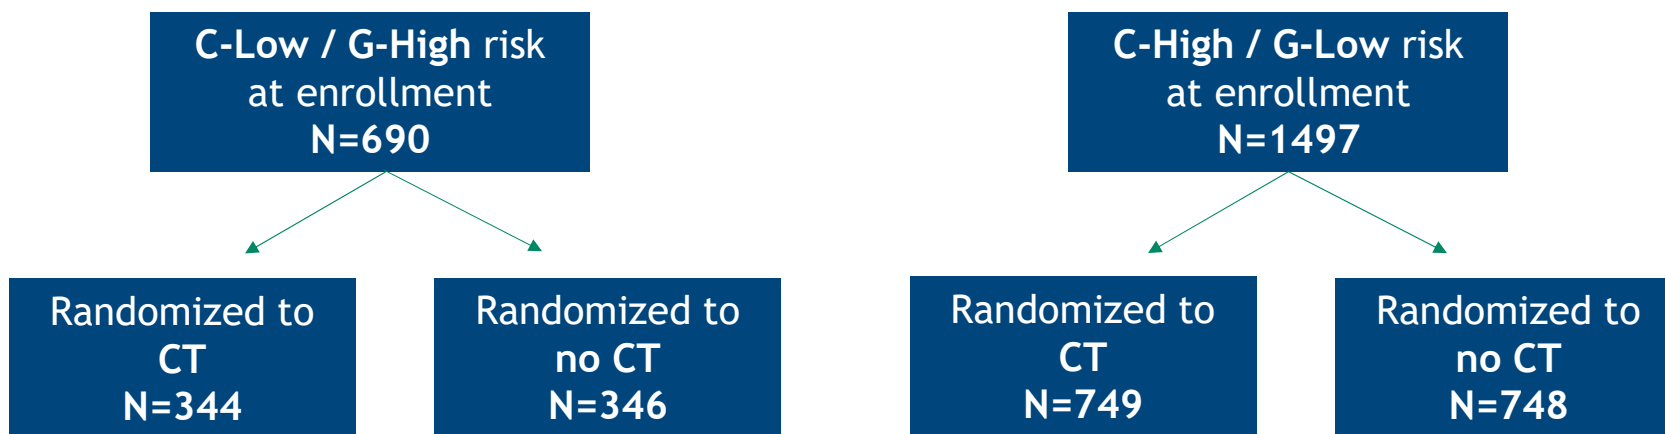 C-Low / G-High risk
at enrollment
N=690
C-High / G-Low risk
at enrollment
N=1497
Randomized to
CT
N=344
Randomized to
no CT
N=346
Randomized to
CT
N=749
Randomized to
no CT
N=748